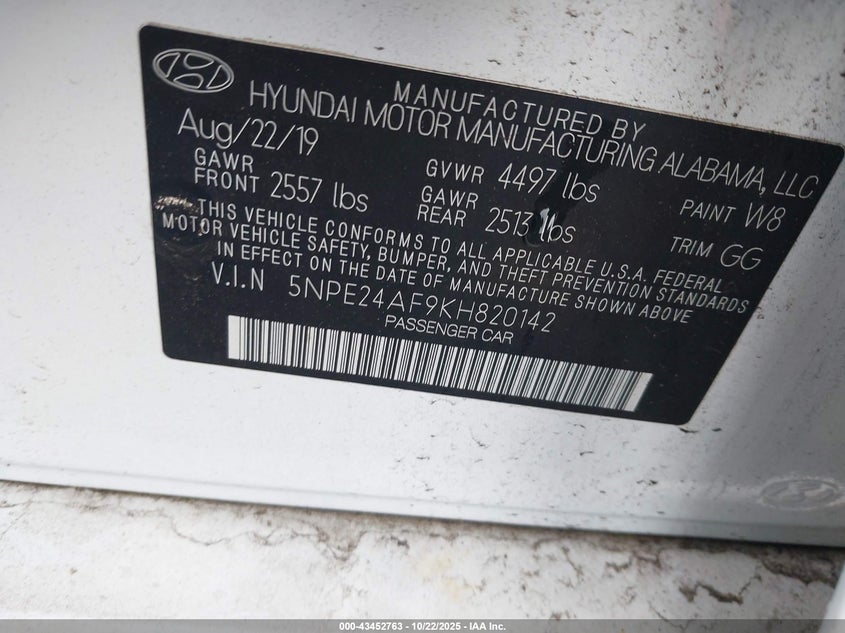 MANUFACTURED BY
HYUNDAI MOTOR MANUFACTURING ALABAMA, LLC
Aug/22/19
GAWR FRONT 2557 lbs
GVWR 4497 lbs
GAWR REAR 2513 lbs
PAINT W8
TRIM GG
THIS VEHICLE CONFORMS TO ALL APPLICABLE U.S.A. FEDERAL
MOTOR VEHICLE SAFETY, BUMPER, AND THEFT PREVENTION STANDARDS
IN EFFECT ON THE DATE OF MANUFACTURE SHOWN ABOVE
V.I.N 5NPE24AF9KH820142
PASSENGER CAR
000-43452763 - 10/22/2025 - IAA Inc.